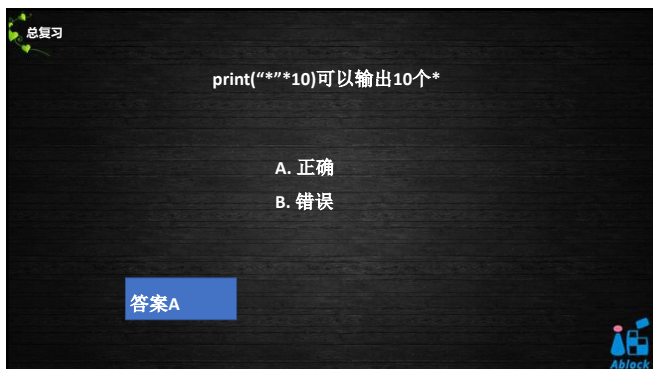 总复习
print(“*”*10)可以输出10个*
A. 正确
B. 错误
答案A
Ablock